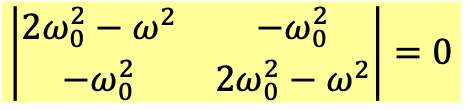 |2ω₀² − ω²  −ω₀²|
|−ω₀²  2ω₀² − ω²| = 0